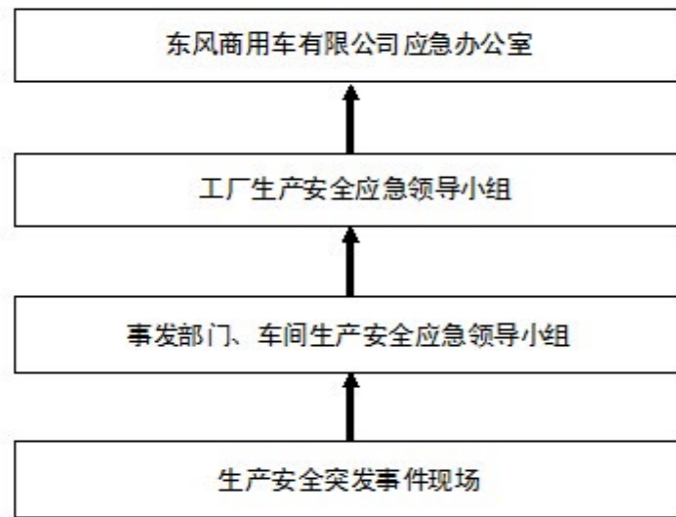 东风商用车有限公司应急办公室
工厂生产安全应急领导小组
事发部门、车间生产安全应急领导小组
生产安全突发事件现场